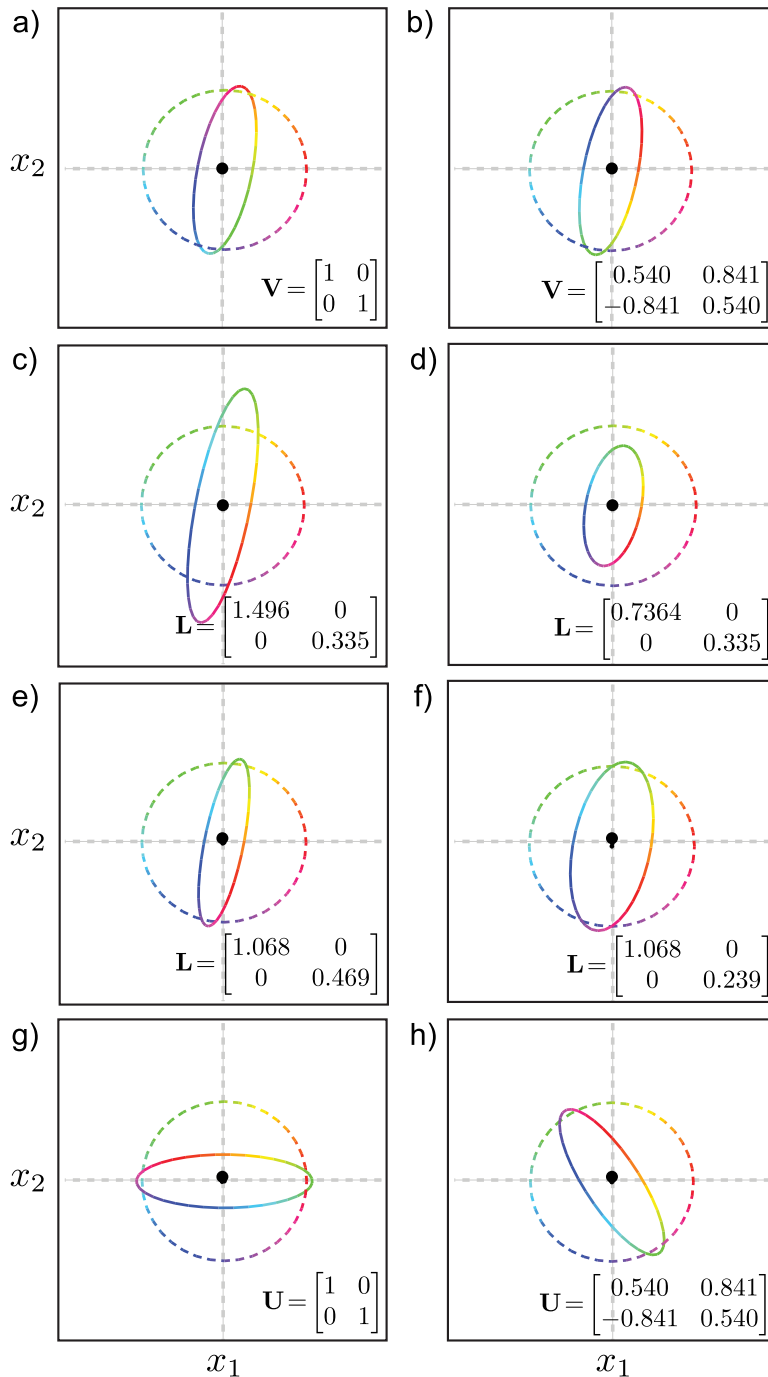 a)
b)
x₂
V = [1 0
0 1]
V = [0.540 0.841
−0.841 0.540]
c)
d)
x₂
L = [1.496 0
0 0.335]
L = [0.7364 0
0 0.335]
e)
f)
x₂
L = [1.068 0
0 0.469]
L = [1.068 0
0 0.239]
g)
h)
x₂
U = [1 0
0 1]
U = [0.540 0.841
−0.841 0.540]
x₁
x₁